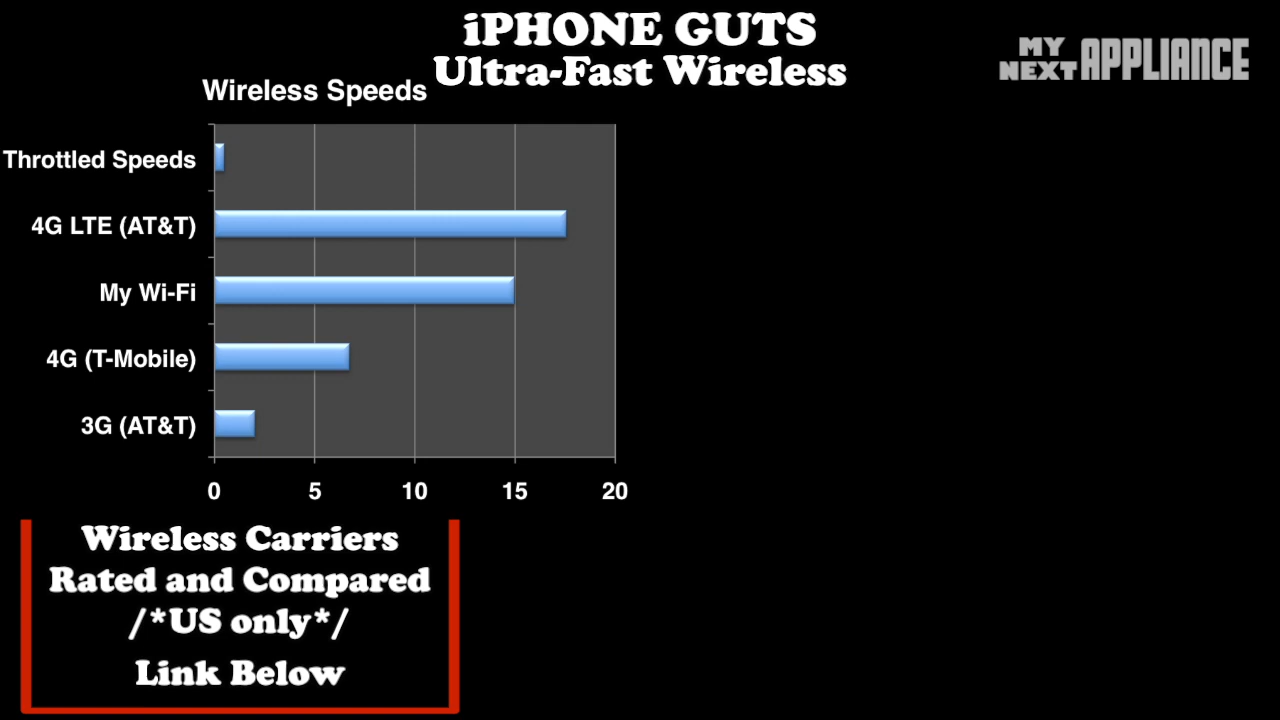 iPHONE GUTS
Ultra-Fast Wireless
MY
NEXT APPLIANCE
Wireless Speeds
Throttled Speeds
4G LTE (AT&T)
My Wi-Fi
4G (T-Mobile)
3G (AT&T)
0 5 10 15 20
Wireless Carriers
Rated and Compared
/*US only*/
Link Below